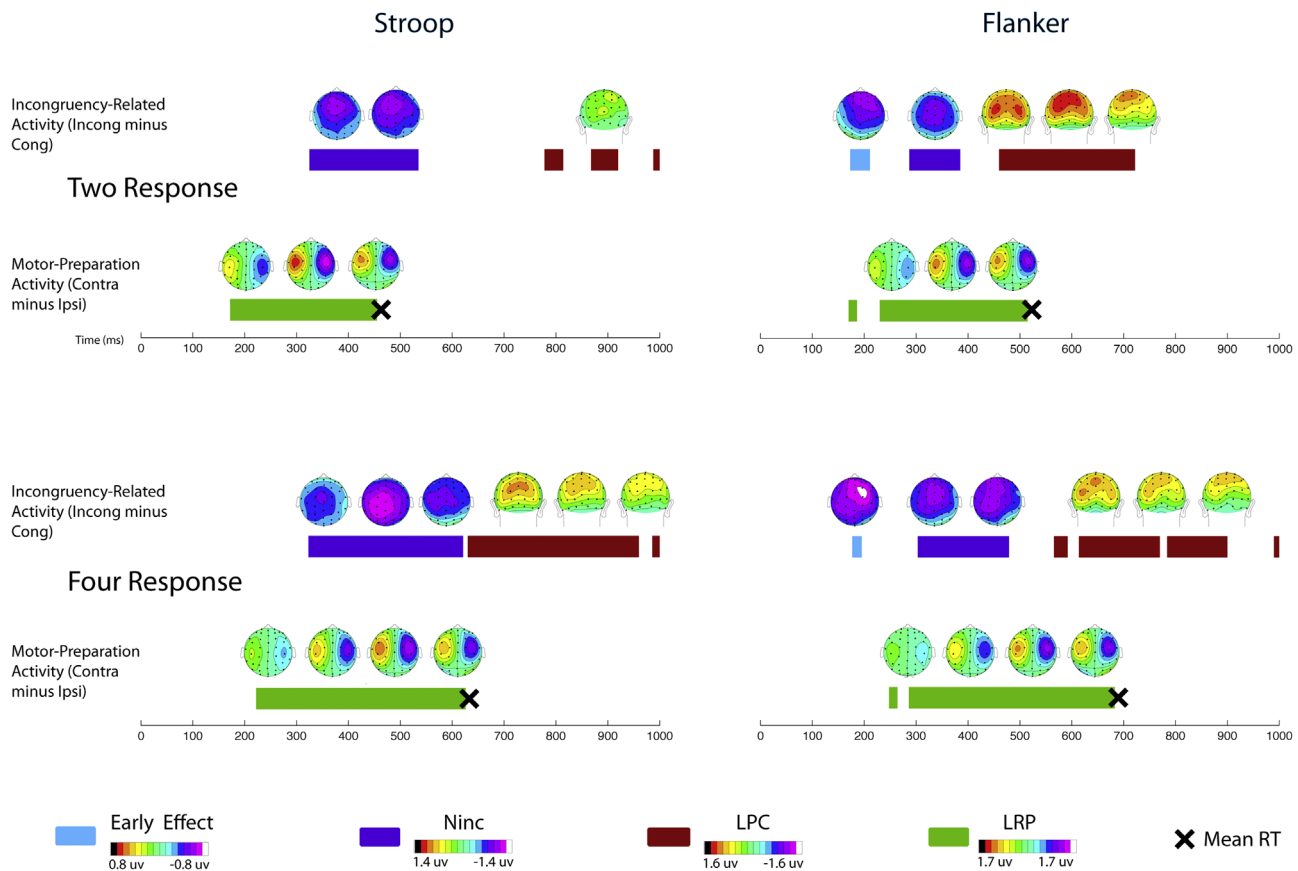 Stroop
Flanker
Incongruency-Related
Activity (Incong minus
Cong)
Two Response
Motor-Preparation
Activity (Contra
minus Ipsi)
Time (ms)
0 100 200 300 400 500 600 700 800 900 1000
0 100 200 300 400 500 600 700 800 900 1000
Incongruency-Related
Activity (Incong minus
Cong)
Four Response
Motor-Preparation
Activity (Contra
minus Ipsi)
0 100 200 300 400 500 600 700 800 900 1000
0 100 200 300 400 500 600 700 800 900 1000
Early Effect
0.8 uv -0.8 uv
Ninc
1.4 uv -1.4 uv
LPC
1.6 uv -1.6 uv
LRP
1.7 uv 1.7 uv
Mean RT